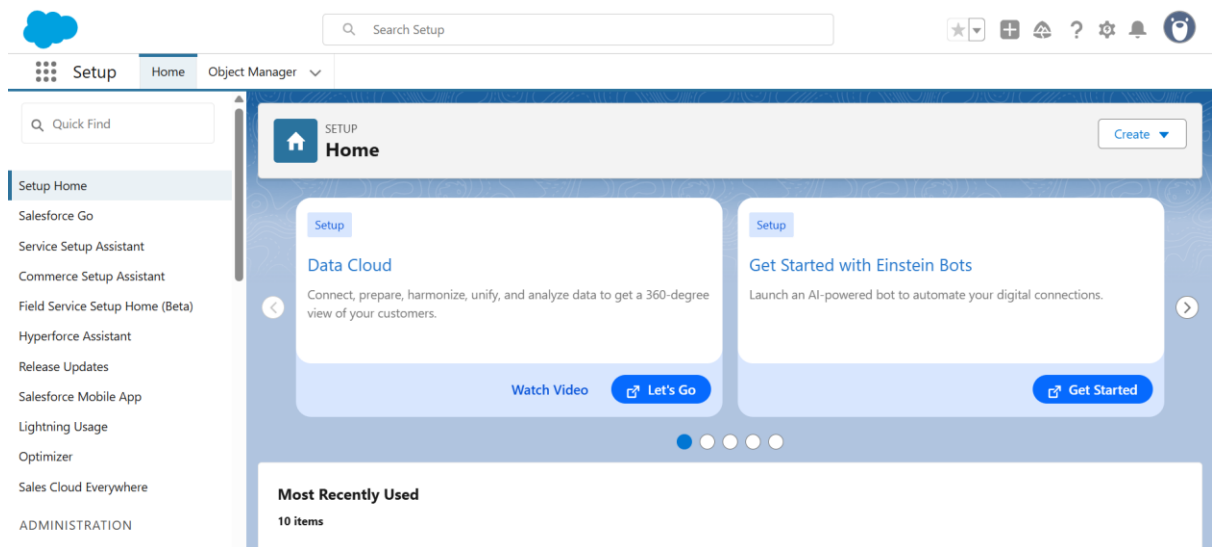 Search Setup
?
Setup
Home
Object Manager
Quick Find
Setup Home
Salesforce Go
Service Setup Assistant
Commerce Setup Assistant
Field Service Setup Home (Beta)
Hyperforce Assistant
Release Updates
Salesforce Mobile App
Lightning Usage
Optimizer
Sales Cloud Everywhere
ADMINISTRATION
SETUP
Home
Create
Setup
Data Cloud
Connect, prepare, harmonize, unify, and analyze data to get a 360-degree
view of your customers.
Watch Video
Let's Go
Setup
Get Started with Einstein Bots
Launch an AI-powered bot to automate your digital connections.
Get Started
Most Recently Used
10 items